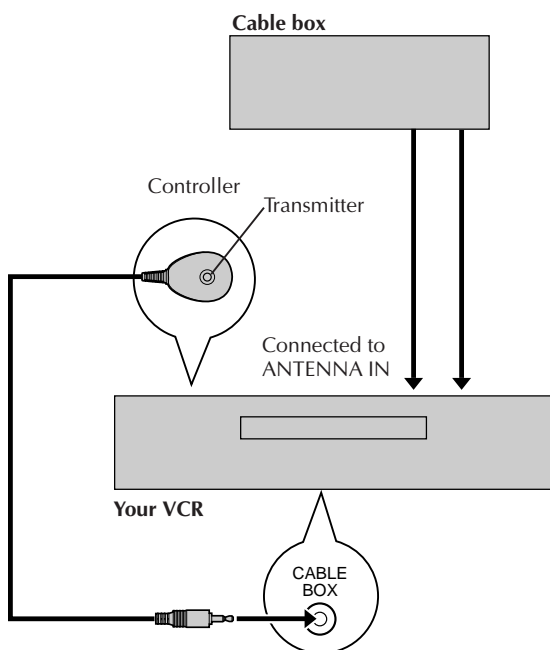 Cable box
Controller
Transmitter
Connected to
ANTENNA IN
Your VCR
CABLE
BOX